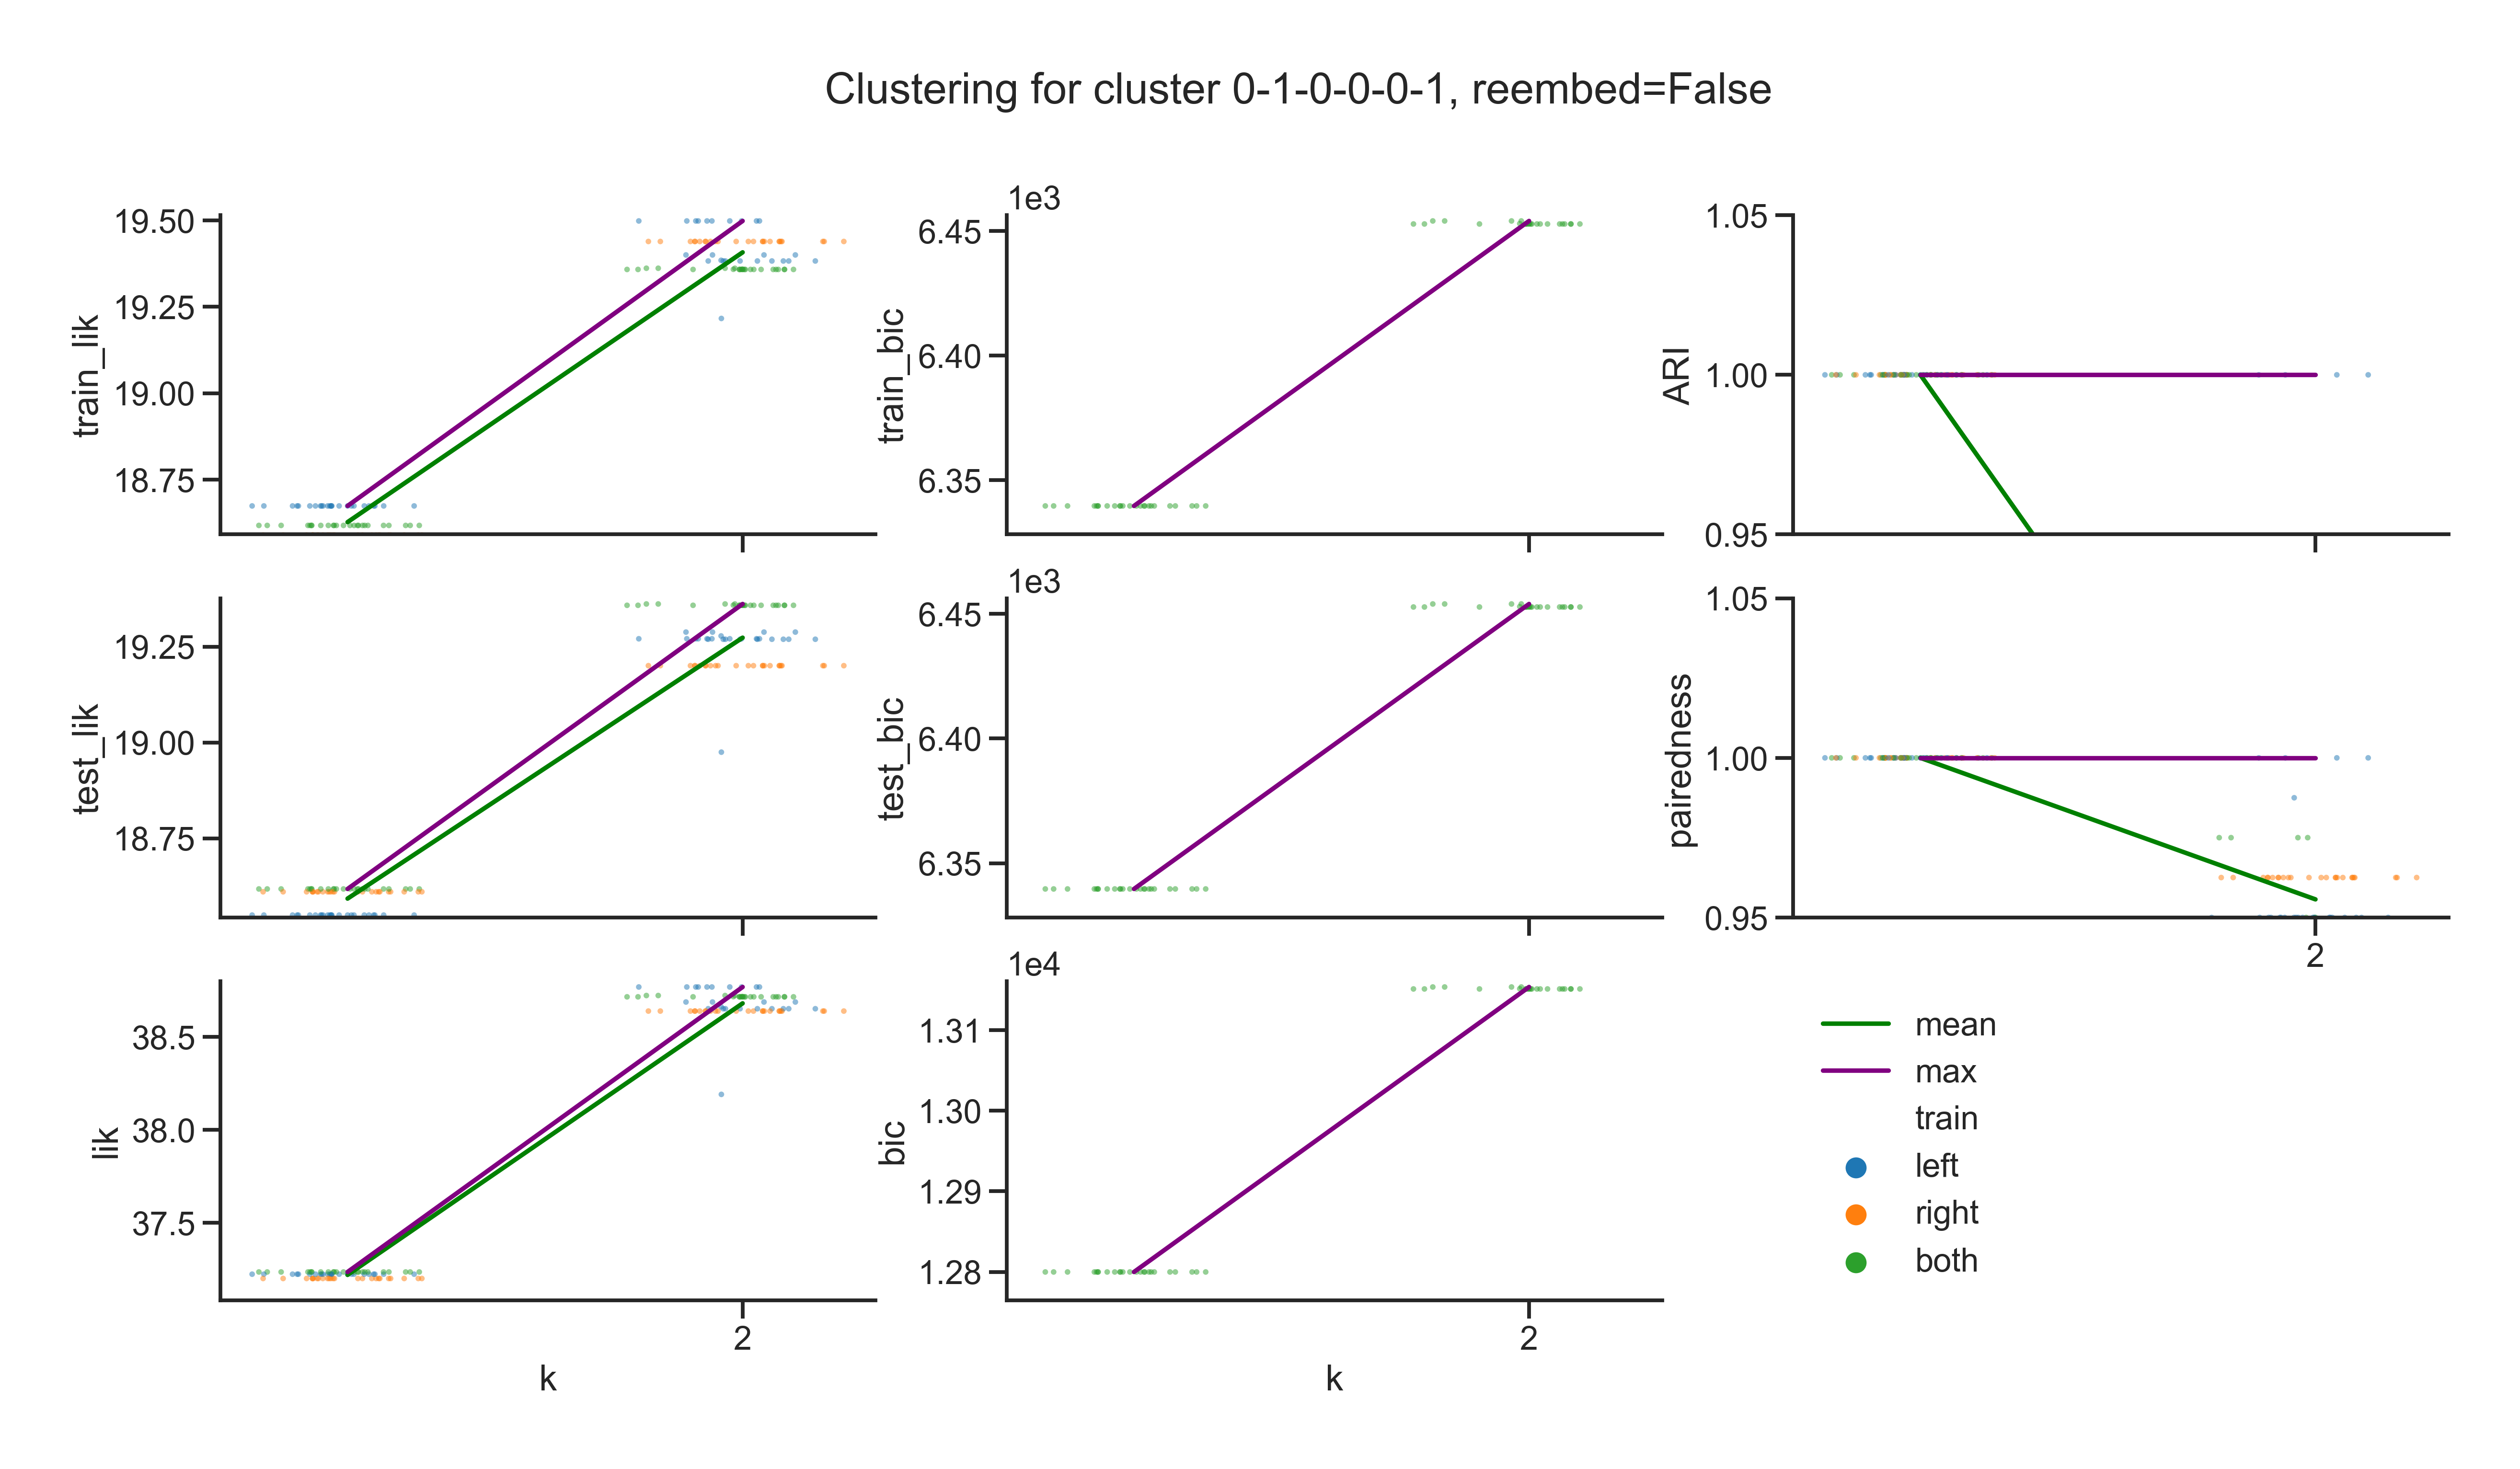 Clustering for cluster 0-1-0-0-0-1, reembed=False
train_lik
19.50
19.25
19.00
18.75
1e3
train_bic
6.45
6.40
6.35
ARI
1.05
1.00
0.95
test_lik
19.25
19.00
18.75
1e3
test_bic
6.45
6.40
6.35
pairedness
1.05
1.00
0.95
2
lik
38.5
38.0
37.5
2
k
1e4
bic
1.31
1.30
1.29
1.28
2
k
mean
max
train
left
right
both